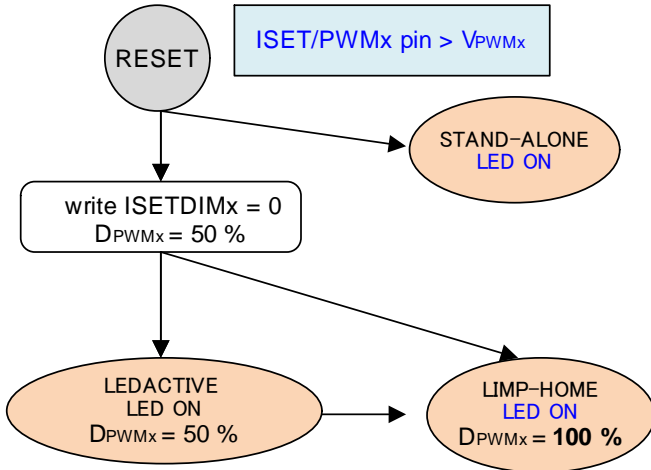 RESET
ISET/PWMx pin > VPWMx
STAND-ALONE
LED ON
write ISETDIMx = 0
DPWMx = 50 %
LEDACTIVE
LED ON
DPWMx = 50 %
LIMP-HOME
LED ON
DPWMx = 100 %